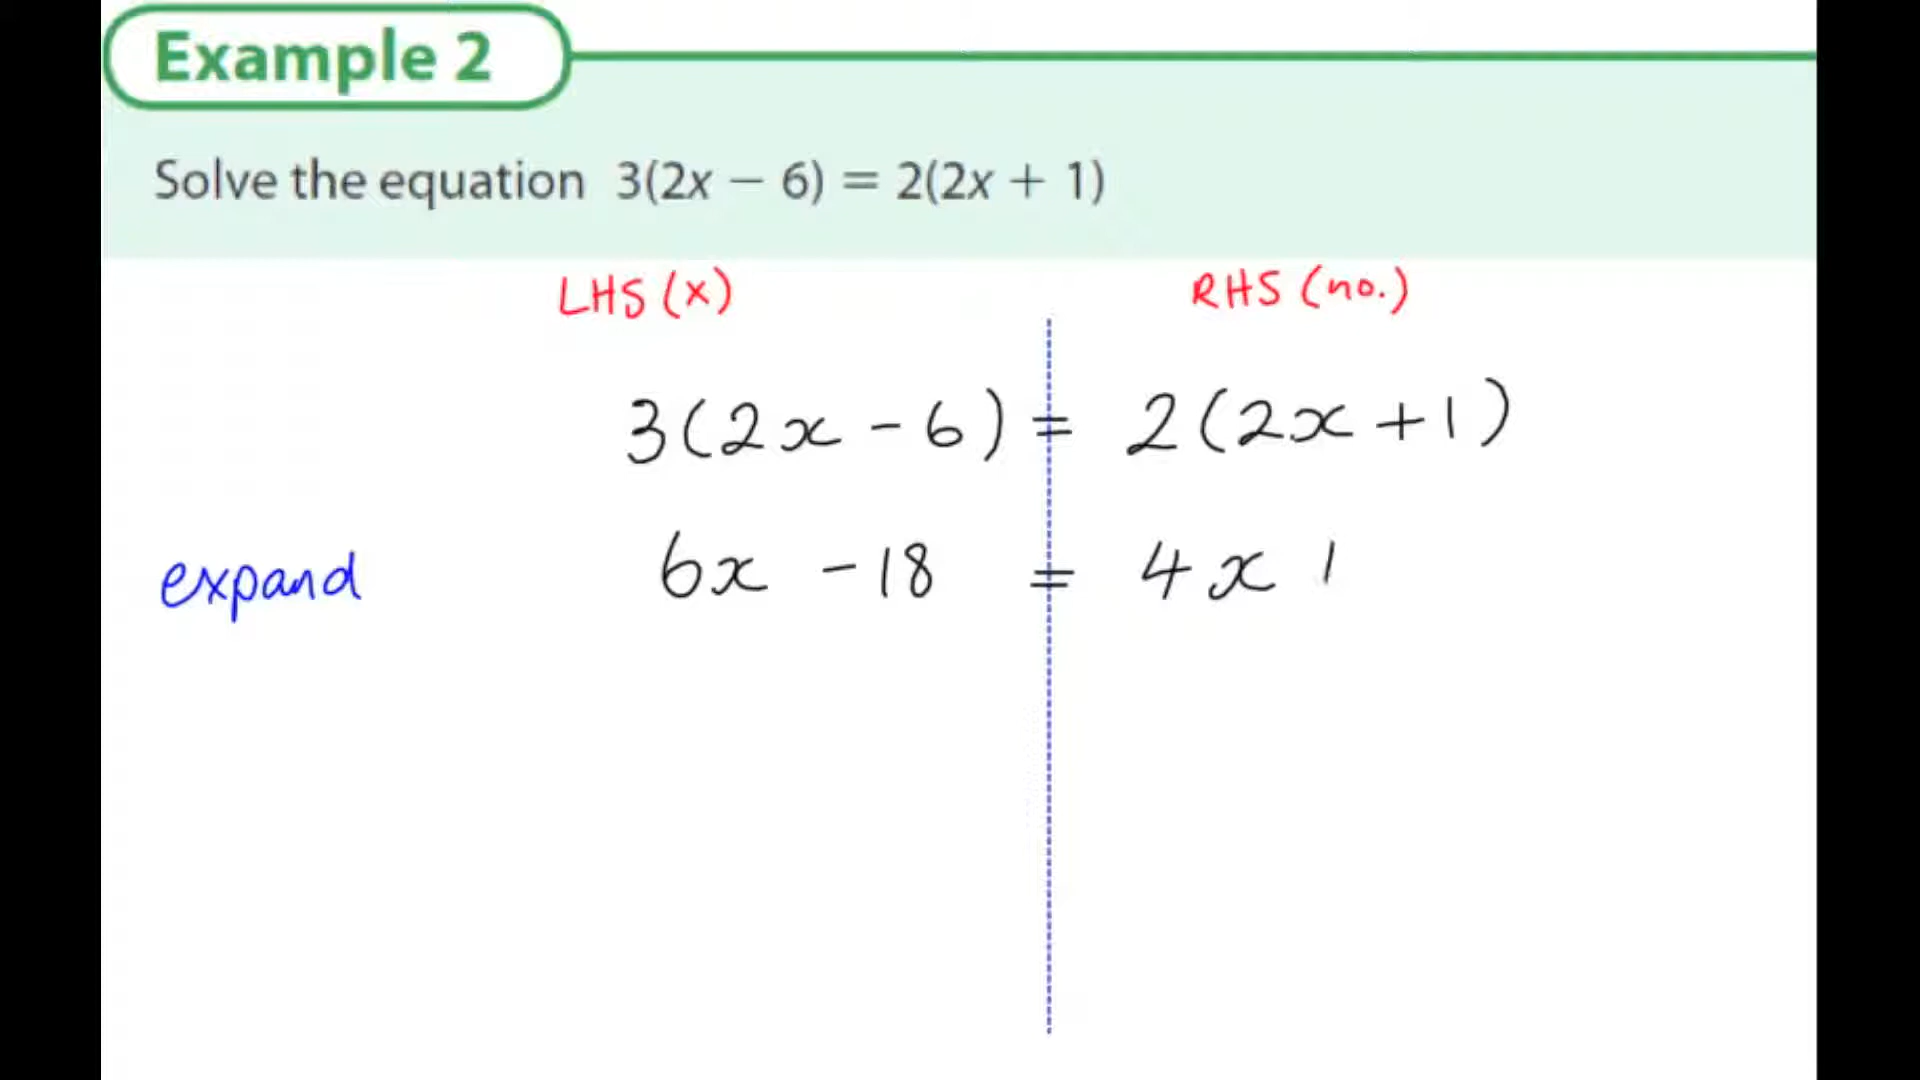 Example 2
Solve the equation 3(2x − 6) = 2(2x + 1)
LHS (x) RHS (no.)
3(2x - 6) = 2(2x + 1)
expand 6x - 18 = 4x